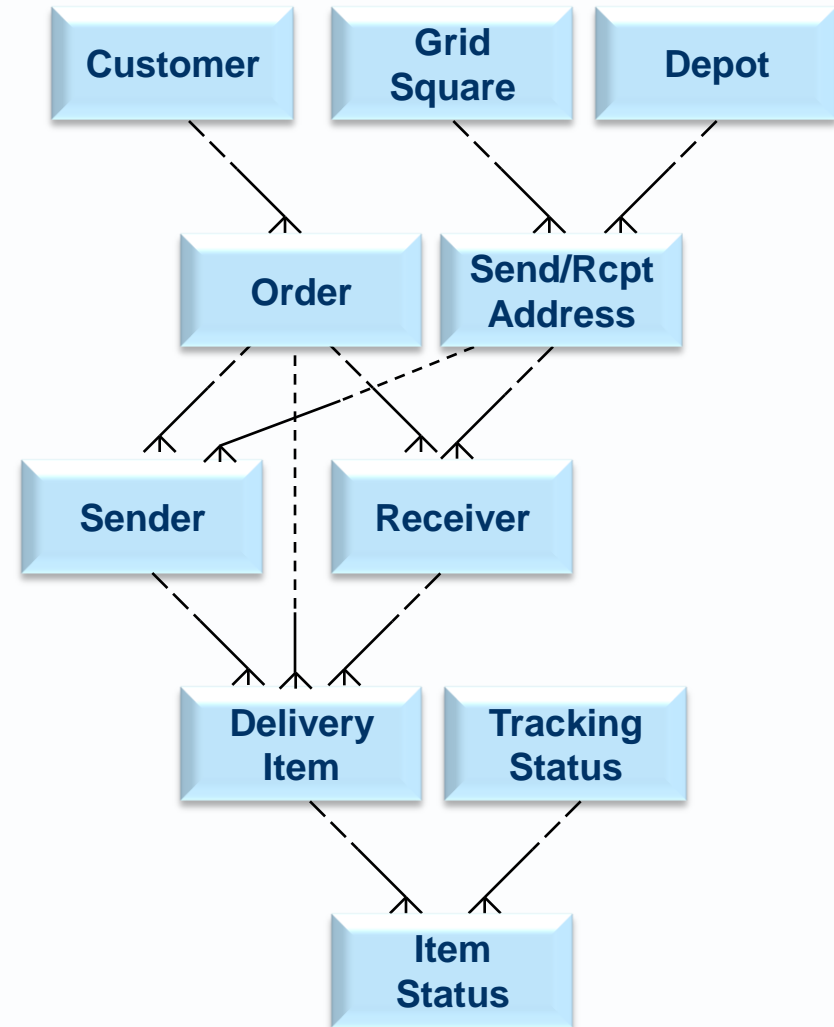 Customer
Grid
Square
Depot
Order
Send/Rcpt
Address
Sender
Receiver
Delivery
Item
Tracking
Status
Item
Status